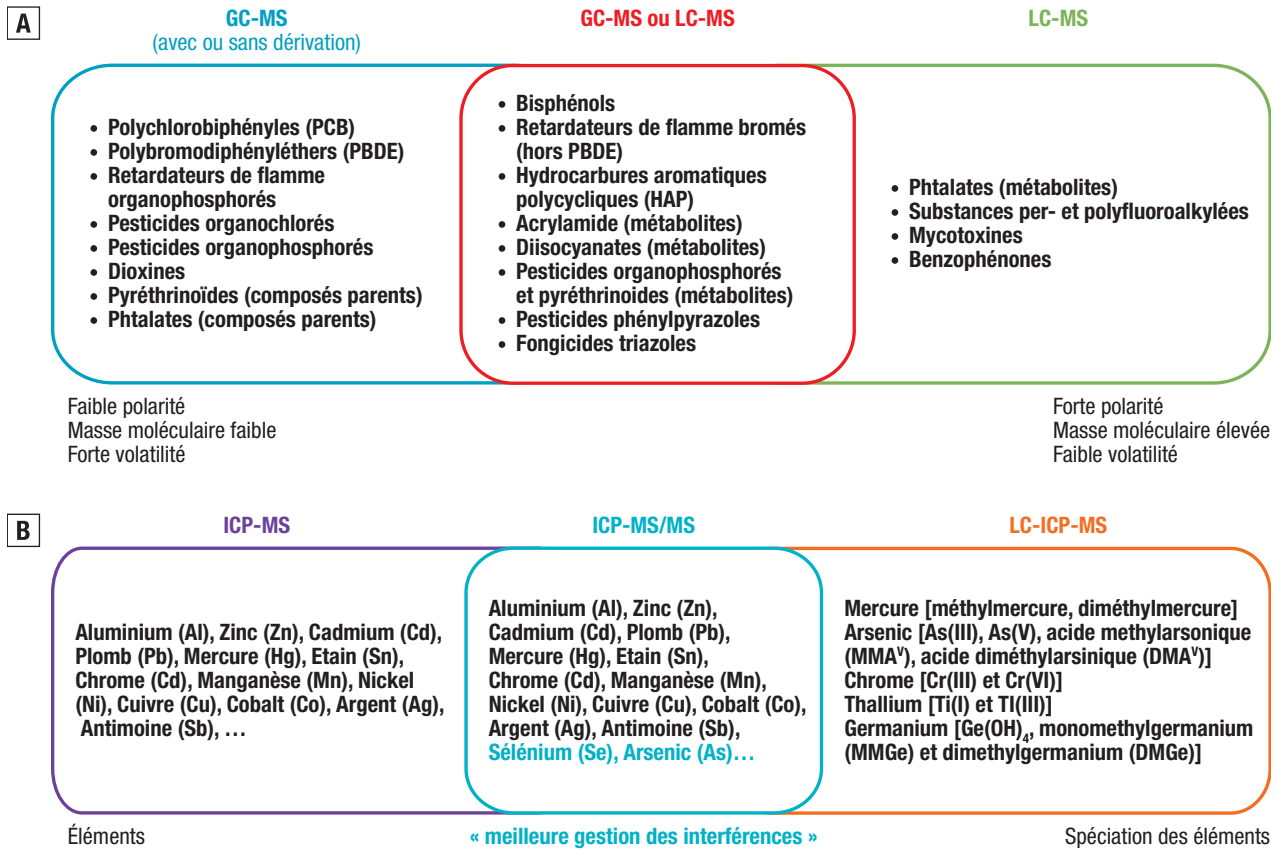 A
GC-MS
(avec ou sans dérivation)
GC-MS ou LC-MS
LC-MS
• Polychlorobiphényles (PCB)
• Polybromodiphényléthers (PBDE)
• Retardateurs de flamme
organophosphorés
• Pesticides organochlorés
• Pesticides organophosphorés
• Dioxines
• Pyréthrinoïdes (composés parents)
• Phtalates (composés parents)
• Bisphénols
• Retardateurs de flamme bromés
(hors PBDE)
• Hydrocarbures aromatiques
polycycliques (HAP)
• Acrylamide (métabolites)
• Diisocyanates (métabolites)
• Pesticides organophosphorés
et pyréthrinoides (métabolites)
• Pesticides phénylpyrazoles
• Fongicides triazoles
• Phtalates (métabolites)
• Substances per- et polyfluoroalkylées
• Mycotoxines
• Benzophénones
Faible polarité
Masse moléculaire faible
Forte volatilité
Forte polarité
Masse moléculaire élevée
Faible volatilité
B
ICP-MS
ICP-MS/MS
LC-ICP-MS
Aluminium (Al), Zinc (Zn), Cadmium (Cd),
Plomb (Pb), Mercure (Hg), Etain (Sn),
Chrome (Cd), Manganèse (Mn), Nickel
(Ni), Cuivre (Cu), Cobalt (Co), Argent (Ag),
Antimoine (Sb), …
Aluminium (Al), Zinc (Zn),
Cadmium (Cd), Plomb (Pb),
Mercure (Hg), Etain (Sn),
Chrome (Cd), Manganèse (Mn),
Nickel (Ni), Cuivre (Cu), Cobalt (Co),
Argent (Ag), Antimoine (Sb),
Sélénium (Se), Arsenic (As)…
Mercure [méthylmercure, diméthylmercure]
Arsenic [As(III), As(V), acide methylarsonique
(MMAⱽ), acide diméthylarsinique (DMAⱽ)]
Chrome [Cr(III) et Cr(VI)]
Thallium [Ti(I) et TI(III)]
Germanium [Ge(OH)₄, monomethylgermanium
(MMGe) et dimethylgermanium (DMGe)]
Éléments
« meilleure gestion des interférences »
Spéciation des éléments